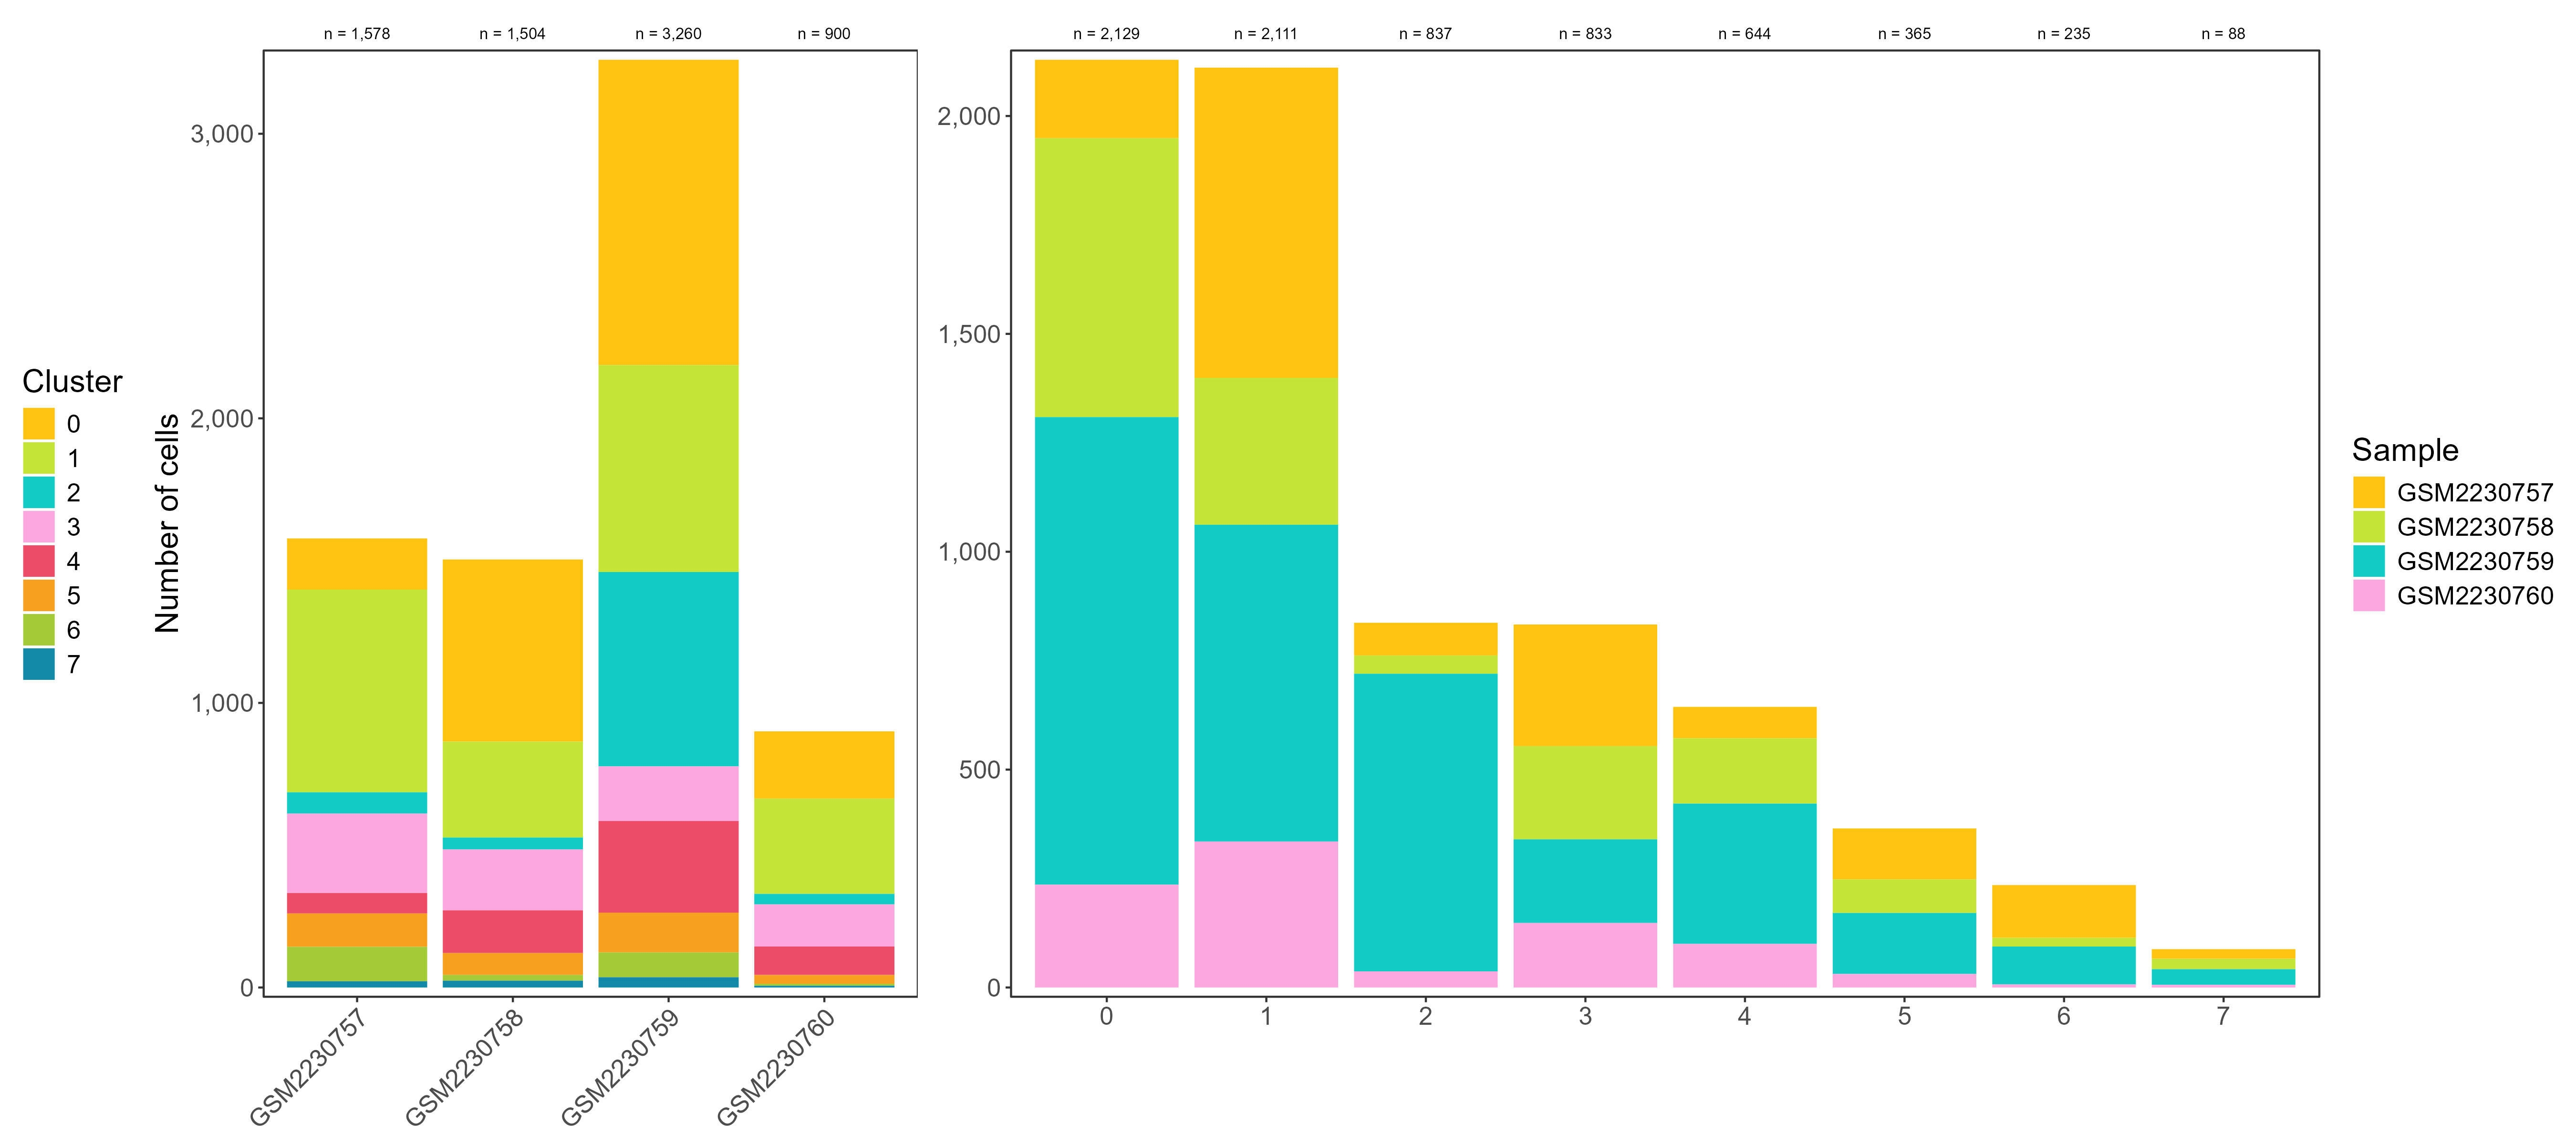 Cluster
0
1
2
3
4
5
6
7
Number of cells
n = 1,578
n = 1,504
n = 3,260
n = 900
3,000
2,000
1,000
0
GSM2230757
GSM2230758
GSM2230759
GSM2230760
n = 2,129
n = 2,111
n = 837
n = 833
n = 644
n = 365
n = 235
n = 88
2,000
1,500
1,000
500
0
0
1
2
3
4
5
6
7
Sample
GSM2230757
GSM2230758
GSM2230759
GSM2230760